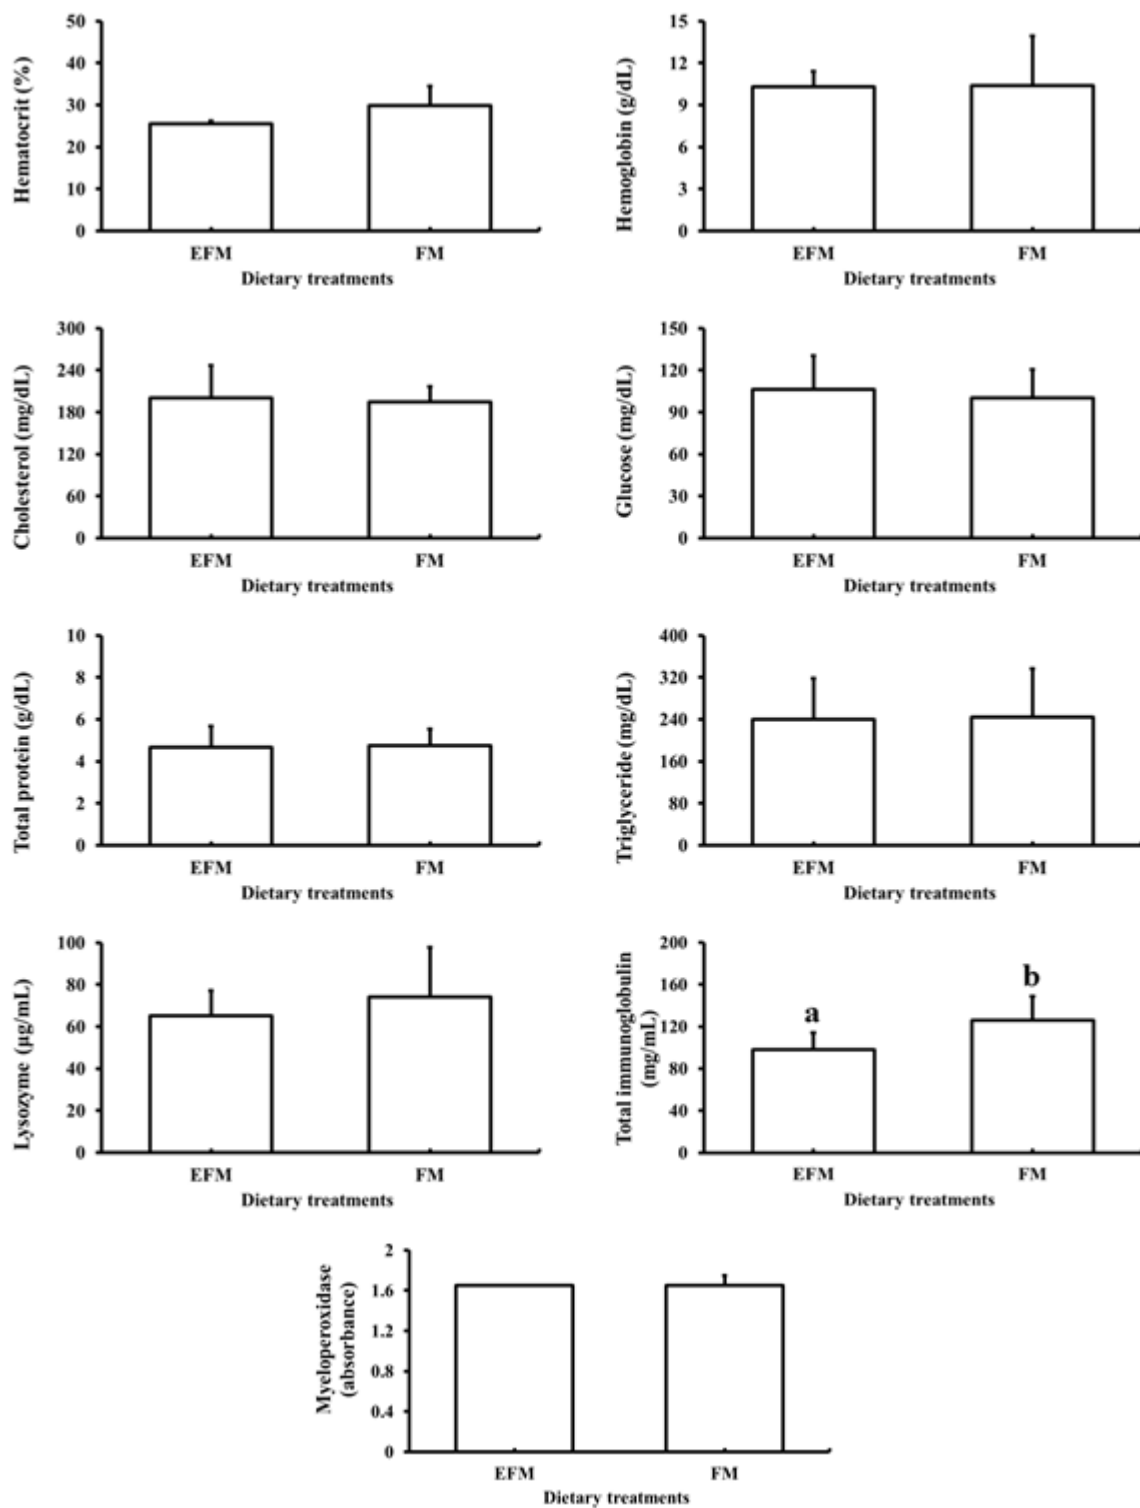 Hematocrit (%)
50
40
30
20
10
0
EFM
FM
Dietary treatments
Hemoglobin (g/dL)
15
12
9
6
3
0
EFM
FM
Dietary treatments
Cholesterol (mg/dL)
300
240
180
120
60
0
EFM
FM
Dietary treatments
Glucose (mg/dL)
150
120
90
60
30
0
EFM
FM
Dietary treatments
Total protein (g/dL)
10
8
6
4
2
0
EFM
FM
Dietary treatments
Triglyceride (mg/dL)
400
320
240
160
80
0
EFM
FM
Dietary treatments
Lysozyme (µg/mL)
100
80
60
40
20
0
EFM
FM
Dietary treatments
Total immunoglobulin
(mg/mL)
200
160
120
80
40
0
a
b
EFM
FM
Dietary treatments
Myeloperoxidase
(absorbance)
2
1.6
1.2
0.8
0.4
0
EFM
FM
Dietary treatments